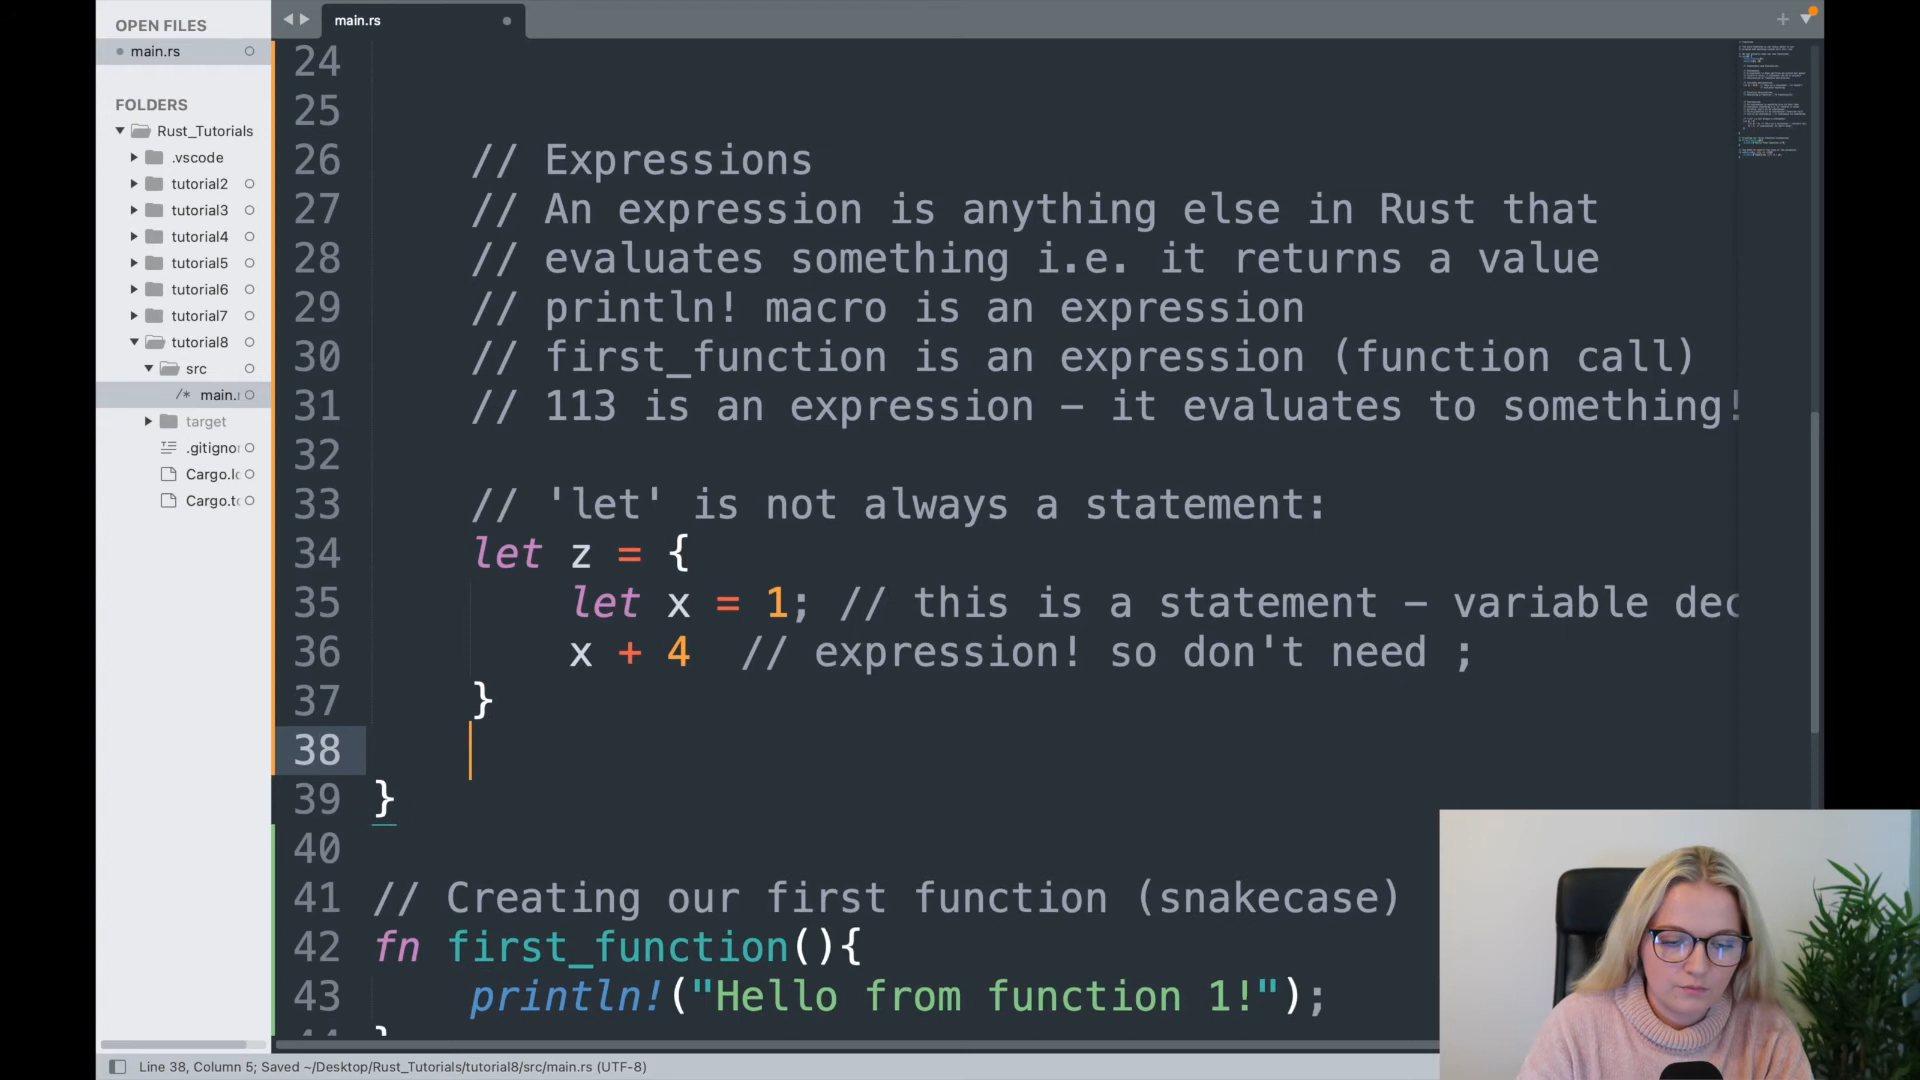 OPEN FILES
main.rs
FOLDERS
Rust_Tutorials
.vscode
tutorial2
tutorial3
tutorial4
tutorial5
tutorial6
tutorial7
tutorial8
src
/* main.r
target
.gitigno
Cargo.lo
Cargo.to
main.rs
24
25
26 // Expressions
27 // An expression is anything else in Rust that
28 // evaluates something i.e. it returns a value
29 // println! macro is an expression
30 // first_function is an expression (function call)
31 // 113 is an expression – it evaluates to something!
32
33 // 'let' is not always a statement:
34 let z = {
35 let x = 1; // this is a statement – variable dec
36 x + 4 // expression! so don't need ;
37 }
38
39 }
40
41 // Creating our first function (snakecase)
42 fn first_function(){
43 println!("Hello from function 1!");
Line 38, Column 5; Saved ~/Desktop/Rust_Tutorials/tutorial8/src/main.rs (UTF-8)